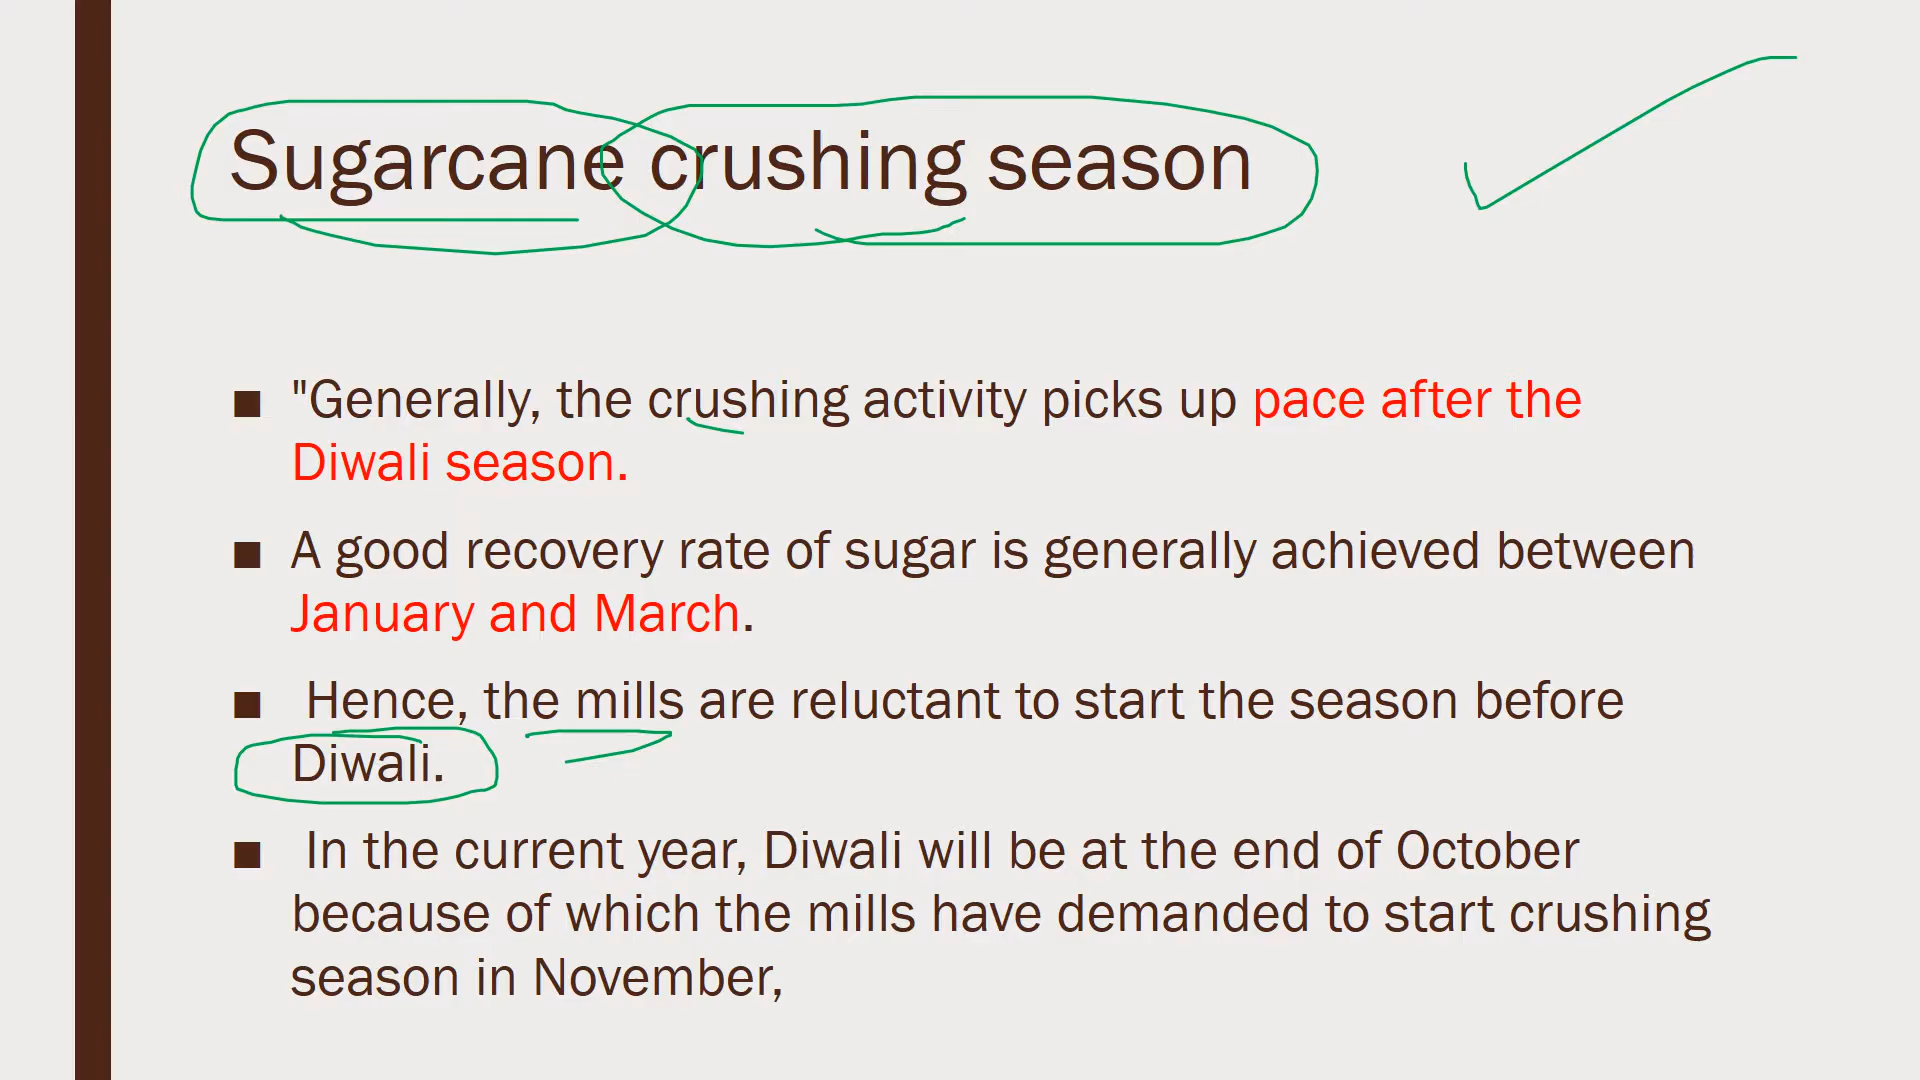 Sugarcane crushing season
■ "Generally, the crushing activity picks up pace after the
Diwali season.
■ A good recovery rate of sugar is generally achieved between
January and March.
■ Hence, the mills are reluctant to start the season before
Diwali.
■ In the current year, Diwali will be at the end of October
because of which the mills have demanded to start crushing
season in November,